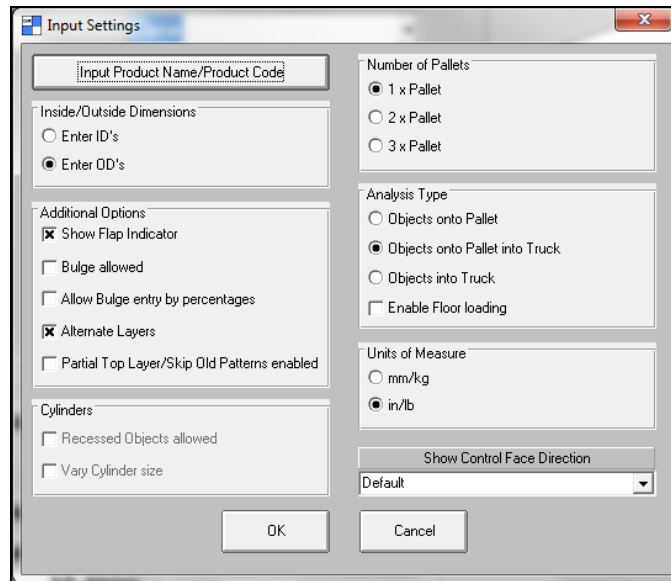 Input Settings
Input Product Name/Product Code
Inside/Outside Dimensions
Enter ID's
Enter OD's
Additional Options
Show Flap Indicator
Bulge allowed
Allow Bulge entry by percentages
Alternate Layers
Partial Top Layer/Skip Old Patterns enabled
Cylinders
Recessed Objects allowed
Vary Cylinder size
Number of Pallets
1 x Pallet
2 x Pallet
3 x Pallet
Analysis Type
Objects onto Pallet
Objects onto Pallet into Truck
Objects into Truck
Enable Floor loading
Units of Measure
mm/kg
in/lb
Show Control Face Direction
Default
OK
Cancel